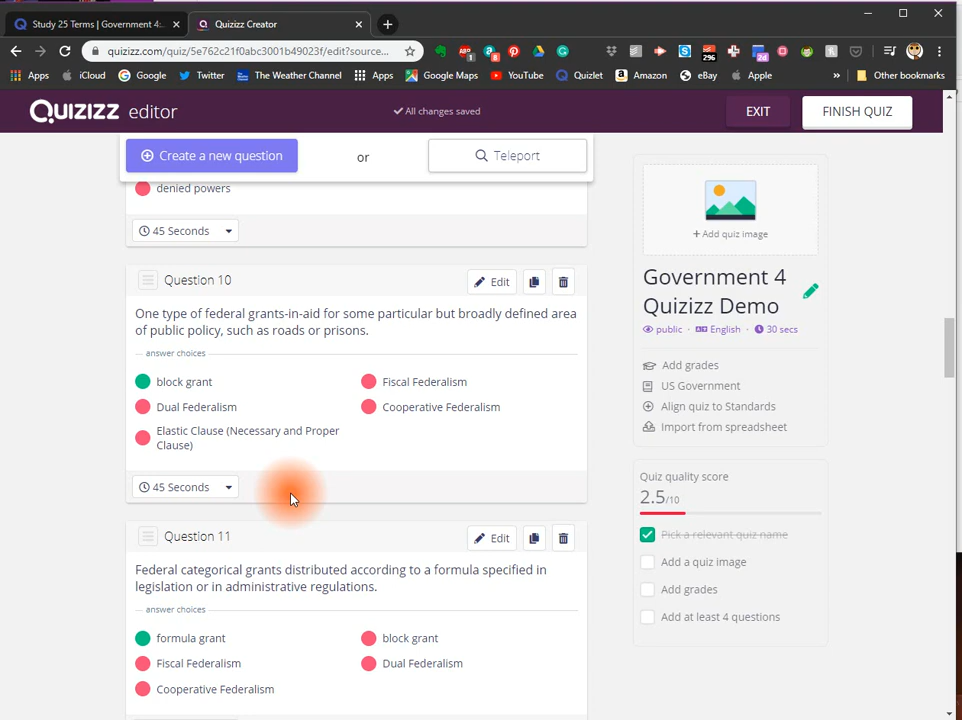 Study 25 Terms | Government 4:
Quizizz Creator
quizizz.com/quiz/5e762c21f0abc3001b49023f/edit?source...
1
8
296
2d
Apps
iCloud
Google
Twitter
The Weather Channel
Apps
Google Maps
YouTube
Quizlet
Amazon
eBay
Apple
»
Other bookmarks
Quizizz editor
All changes saved
EXIT
FINISH QUIZ
Create a new question
or
Teleport
denied powers
45 Seconds
Question 10
Edit
One type of federal grants-in-aid for some particular but broadly defined area
of public policy, such as roads or prisons.
answer choices
block grant
Fiscal Federalism
Dual Federalism
Cooperative Federalism
Elastic Clause (Necessary and Proper
Clause)
45 Seconds
Question 11
Edit
Federal categorical grants distributed according to a formula specified in
legislation or in administrative regulations.
answer choices
formula grant
block grant
Fiscal Federalism
Dual Federalism
Cooperative Federalism
+ Add quiz image
Government 4
Quizizz Demo
public · English · 30 secs
Add grades
US Government
Align quiz to Standards
Import from spreadsheet
Quiz quality score
2.5/10
Pick a relevant quiz name
Add a quiz image
Add grades
Add at least 4 questions